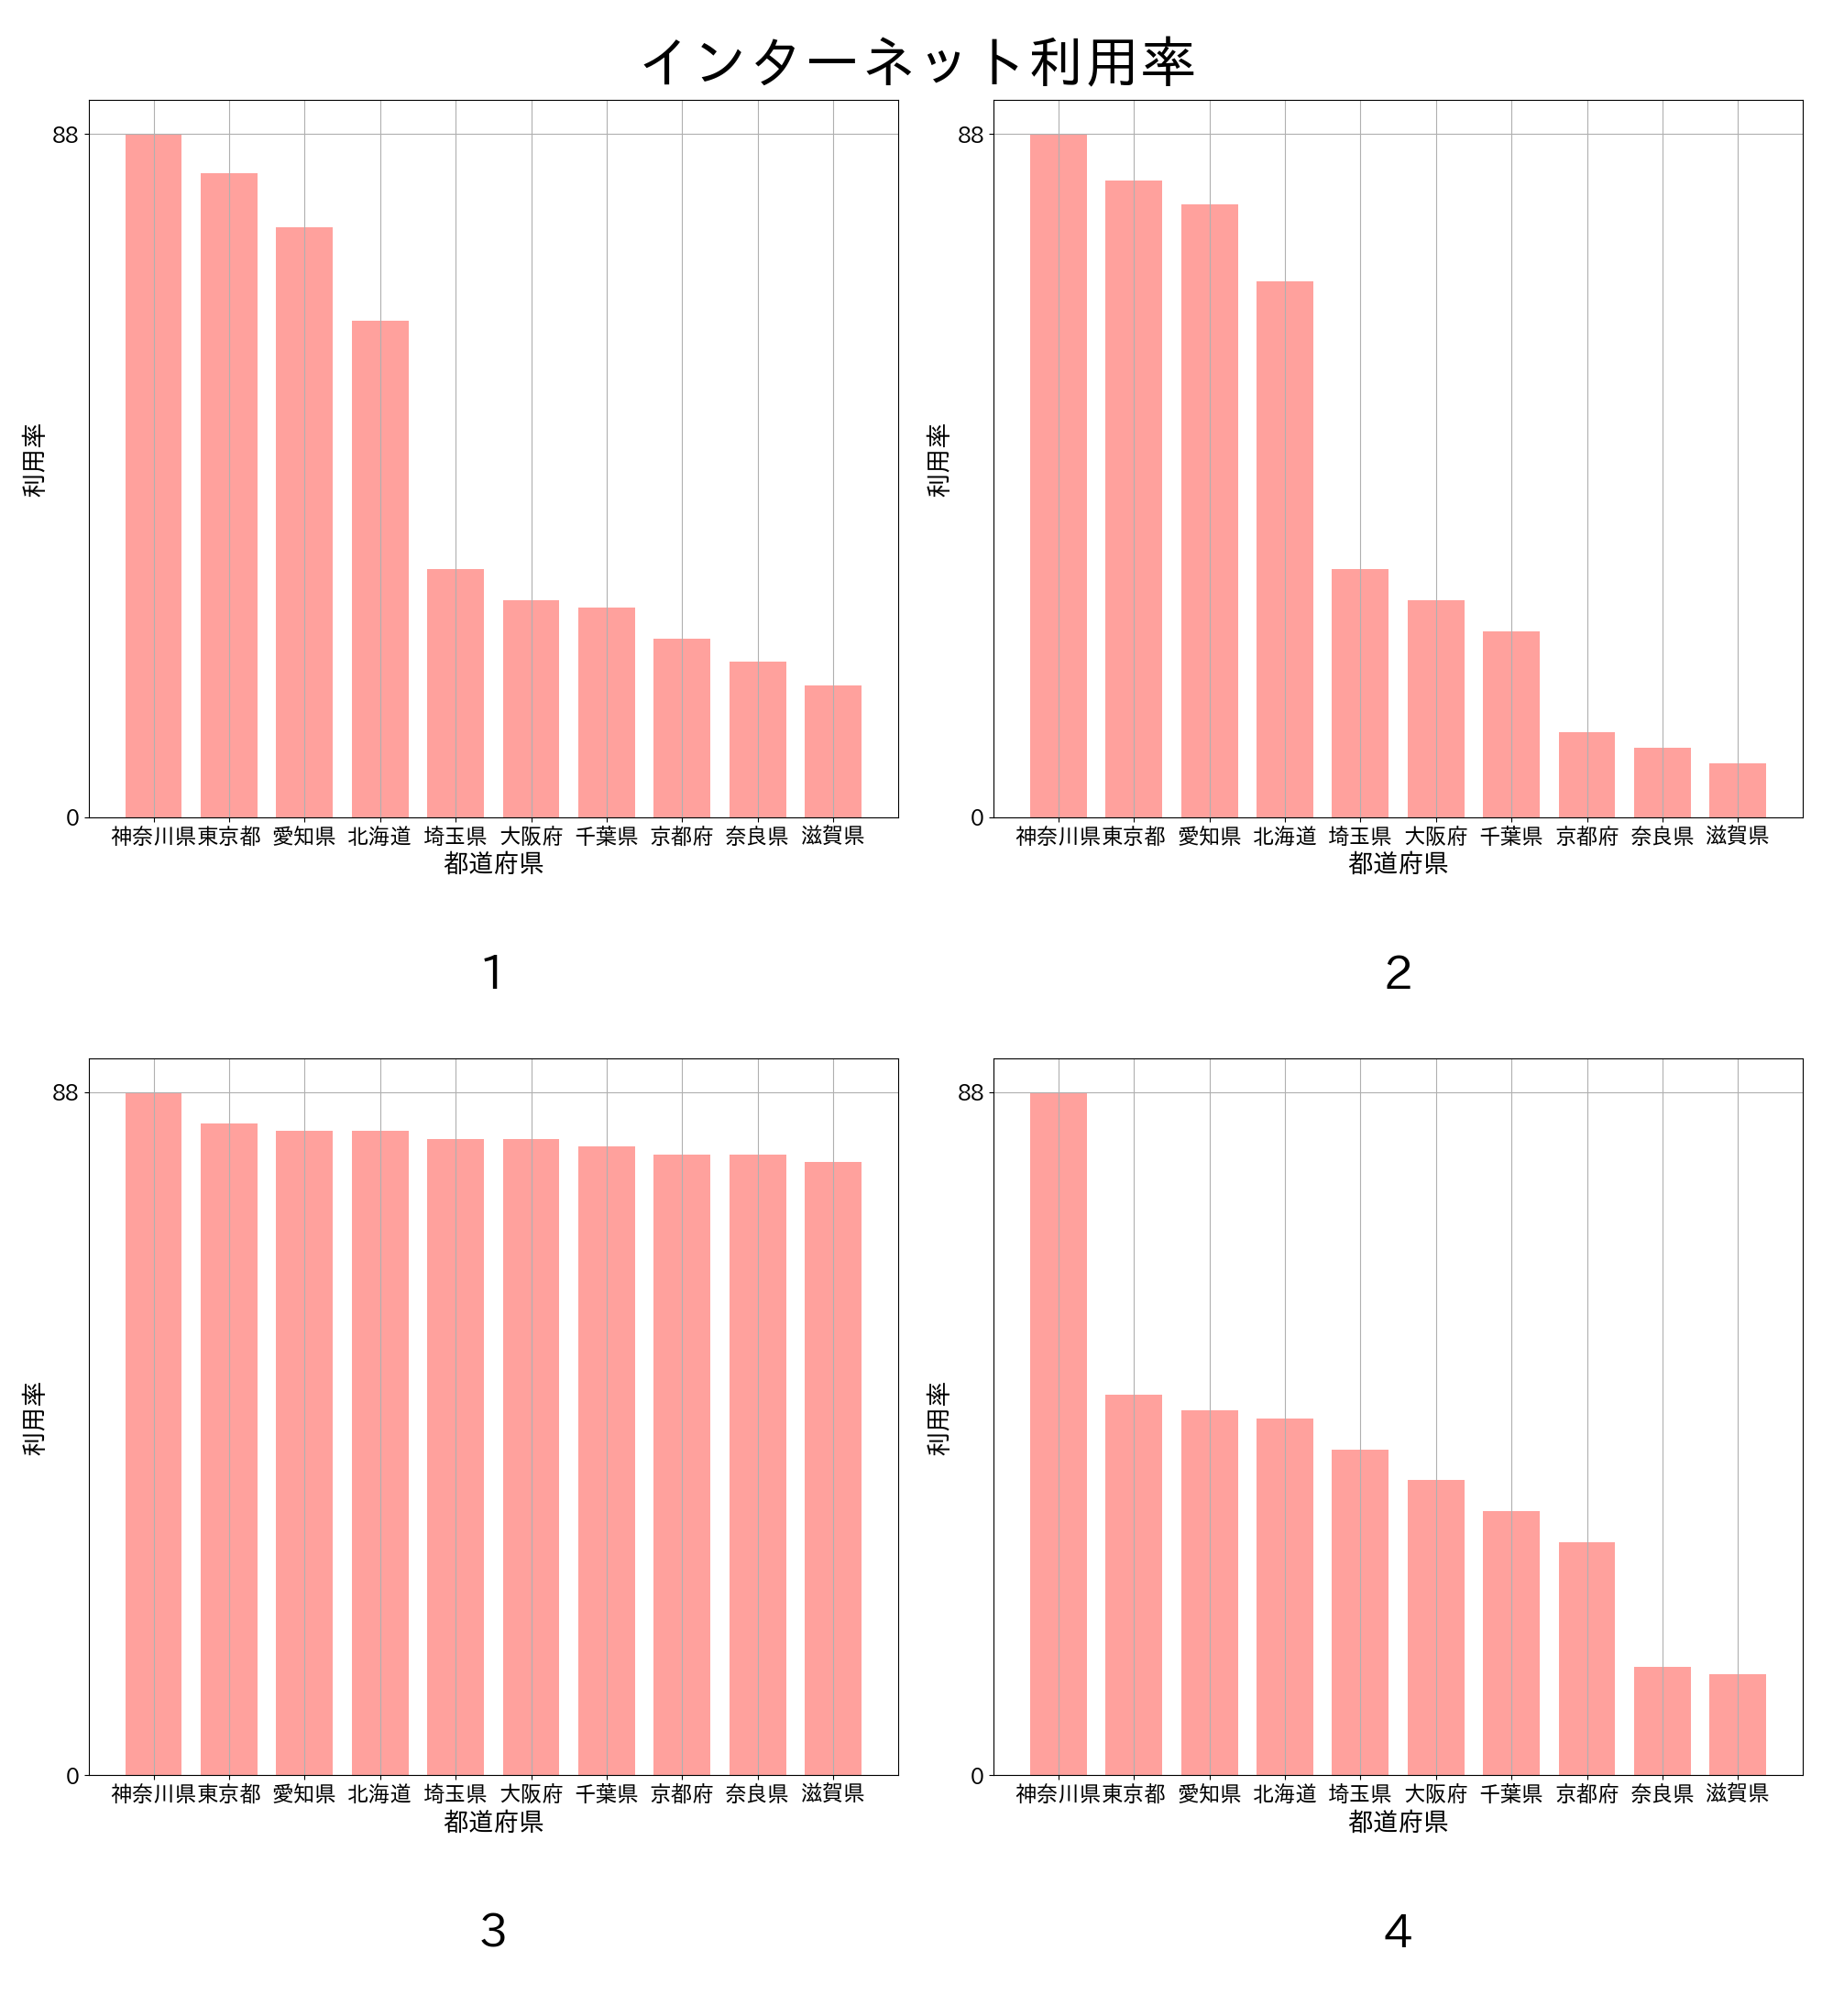 インターネット利用率
88
0
利用率
神奈川県 東京都 愛知県 北海道 埼玉県 大阪府 千葉県 京都府 奈良県 滋賀県
都道府県
1
88
0
利用率
神奈川県 東京都 愛知県 北海道 埼玉県 大阪府 千葉県 京都府 奈良県 滋賀県
都道府県
2
88
0
利用率
神奈川県 東京都 愛知県 北海道 埼玉県 大阪府 千葉県 京都府 奈良県 滋賀県
都道府県
3
88
0
利用率
神奈川県 東京都 愛知県 北海道 埼玉県 大阪府 千葉県 京都府 奈良県 滋賀県
都道府県
4